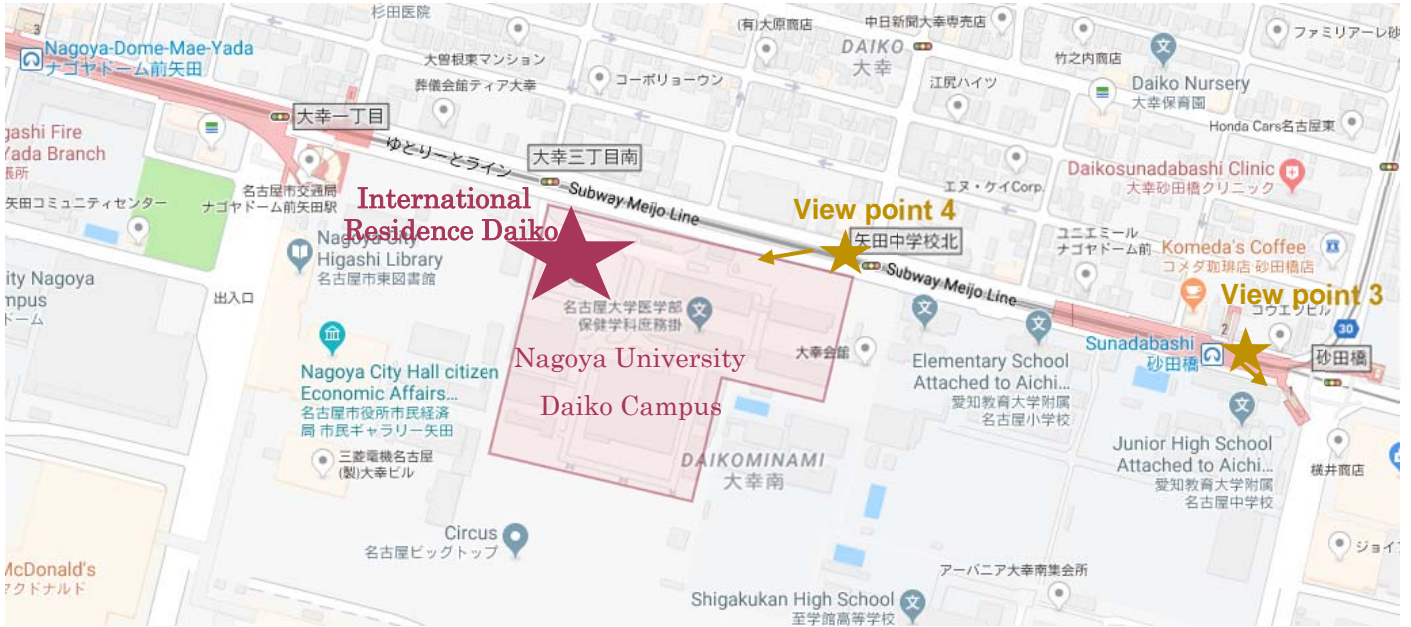 杉田医院
(有)大原商店
中日新聞大幸専売店
ファミリアーレ砂
3
Nagoya-Dome-Mae-Yada
ナゴヤドーム前矢田
大曽根東マンション
DAIKO
大幸
竹之内商店
葬儀会館ティア大幸
コーポリョーウン
江尻ハイツ
Daiko Nursery
大幸保育園
大幸一丁目
Honda Cars名古屋東
gashi Fire
Yada Branch
張所
ゆとりーとライン
大幸三丁目南
Daikosunadabashi Clinic
大幸砂田橋クリニック
矢田コミュニティセンター
名古屋市交通局
ナゴヤドーム前矢田駅
International
Residence Daiko
Subway Meijo Line
エヌ・ケイCorp.
View point 4
矢田中学校北
ユニエミール
ナゴヤドーム前
Komeda's Coffee
コメダ珈琲店 砂田橋店
Nagoya City
Higashi Library
名古屋市東図書館
Subway Meijo Line
ity Nagoya
mpus
ドーム
出入口
View point 3
コウエンビル
名古屋大学医学部
保健学科庶務掛
2
30
Nagoya University
Daiko Campus
大幸会館
Sunadabashi
砂田橋
砂田橋
Nagoya City Hall citizen
Economic Affairs...
名古屋市役所市民経済
局 市民ギャラリー矢田
Elementary School
Attached to Aichi...
愛知教育大学附属
名古屋小学校
三菱電機名古屋
(製)大幸ビル
DAIKOMINAMI
大幸南
Junior High School
Attached to Aichi...
愛知教育大学附属
名古屋中学校
横井商店
Circus
名古屋ビッグトップ
ジョイフ
McDonald's
マクドナルド
アーバニア大幸南集会所
Shigakukan High School
至学館高等学校